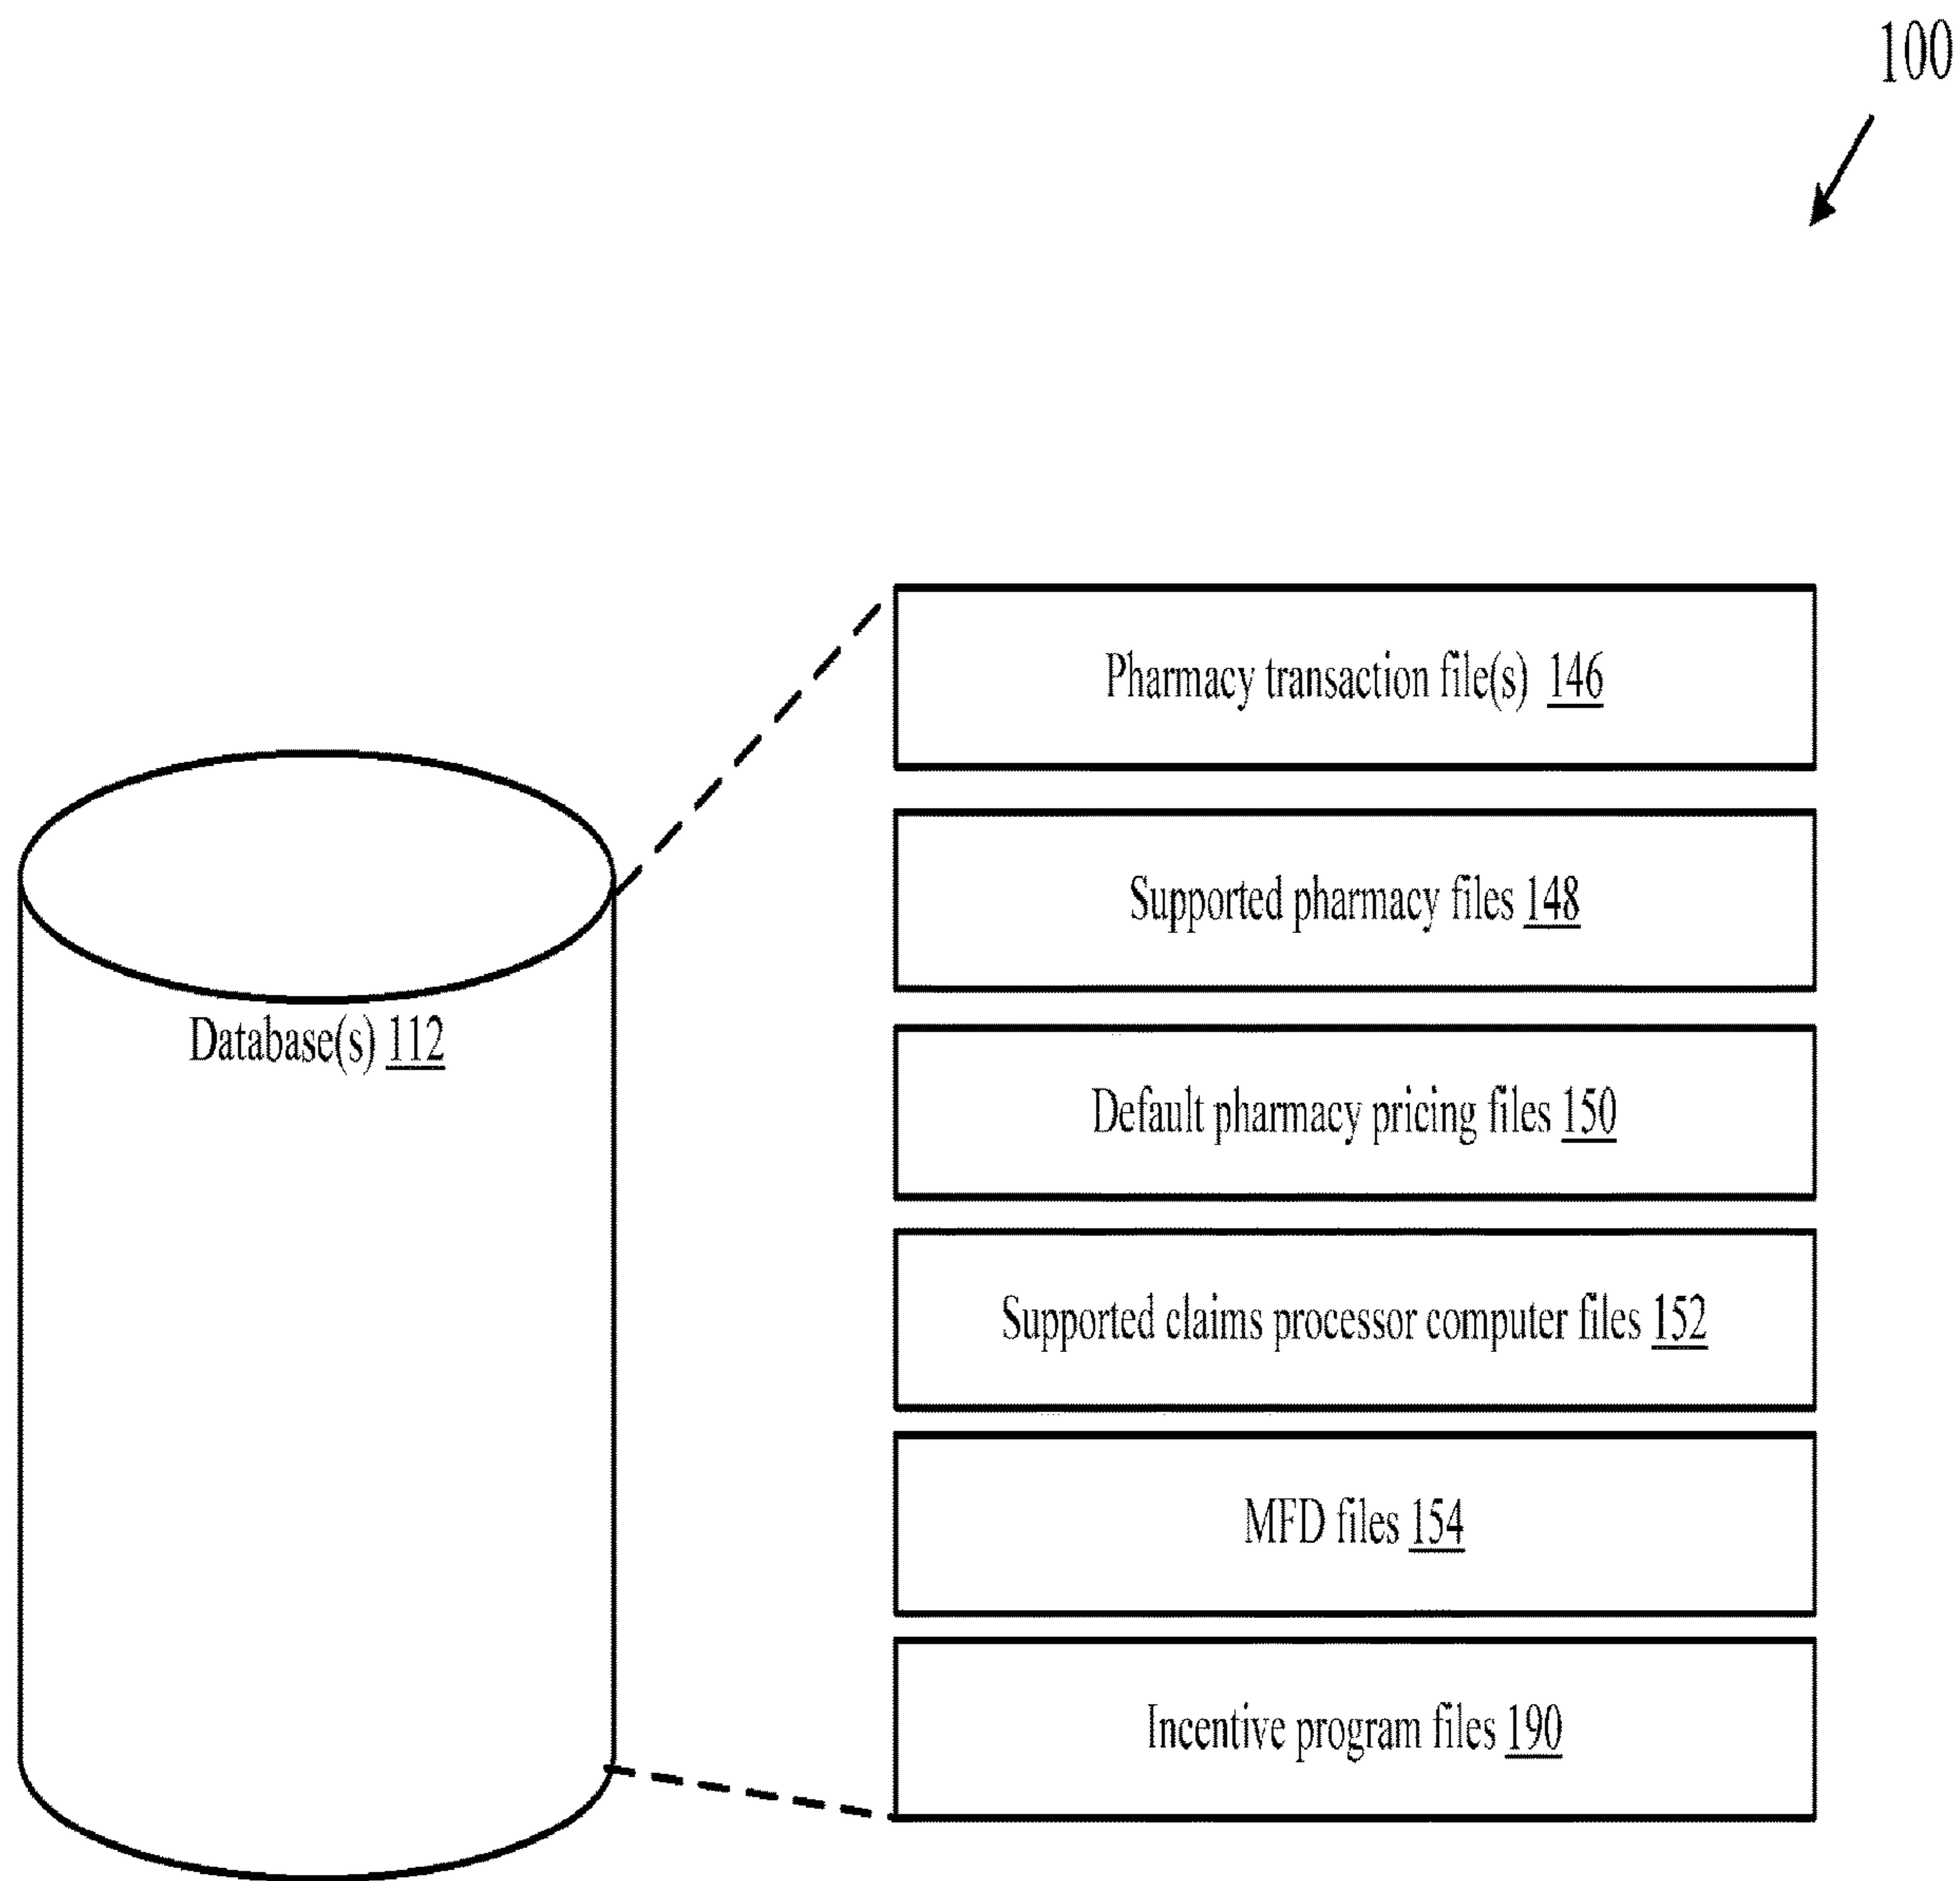 100
Pharmacy transaction file(s) 146
Supported pharmacy files 148
Database(s) 112
Default pharmacy pricing files 150
Supported claims processor computer files 152
MFD files 154
Incentive program files 190